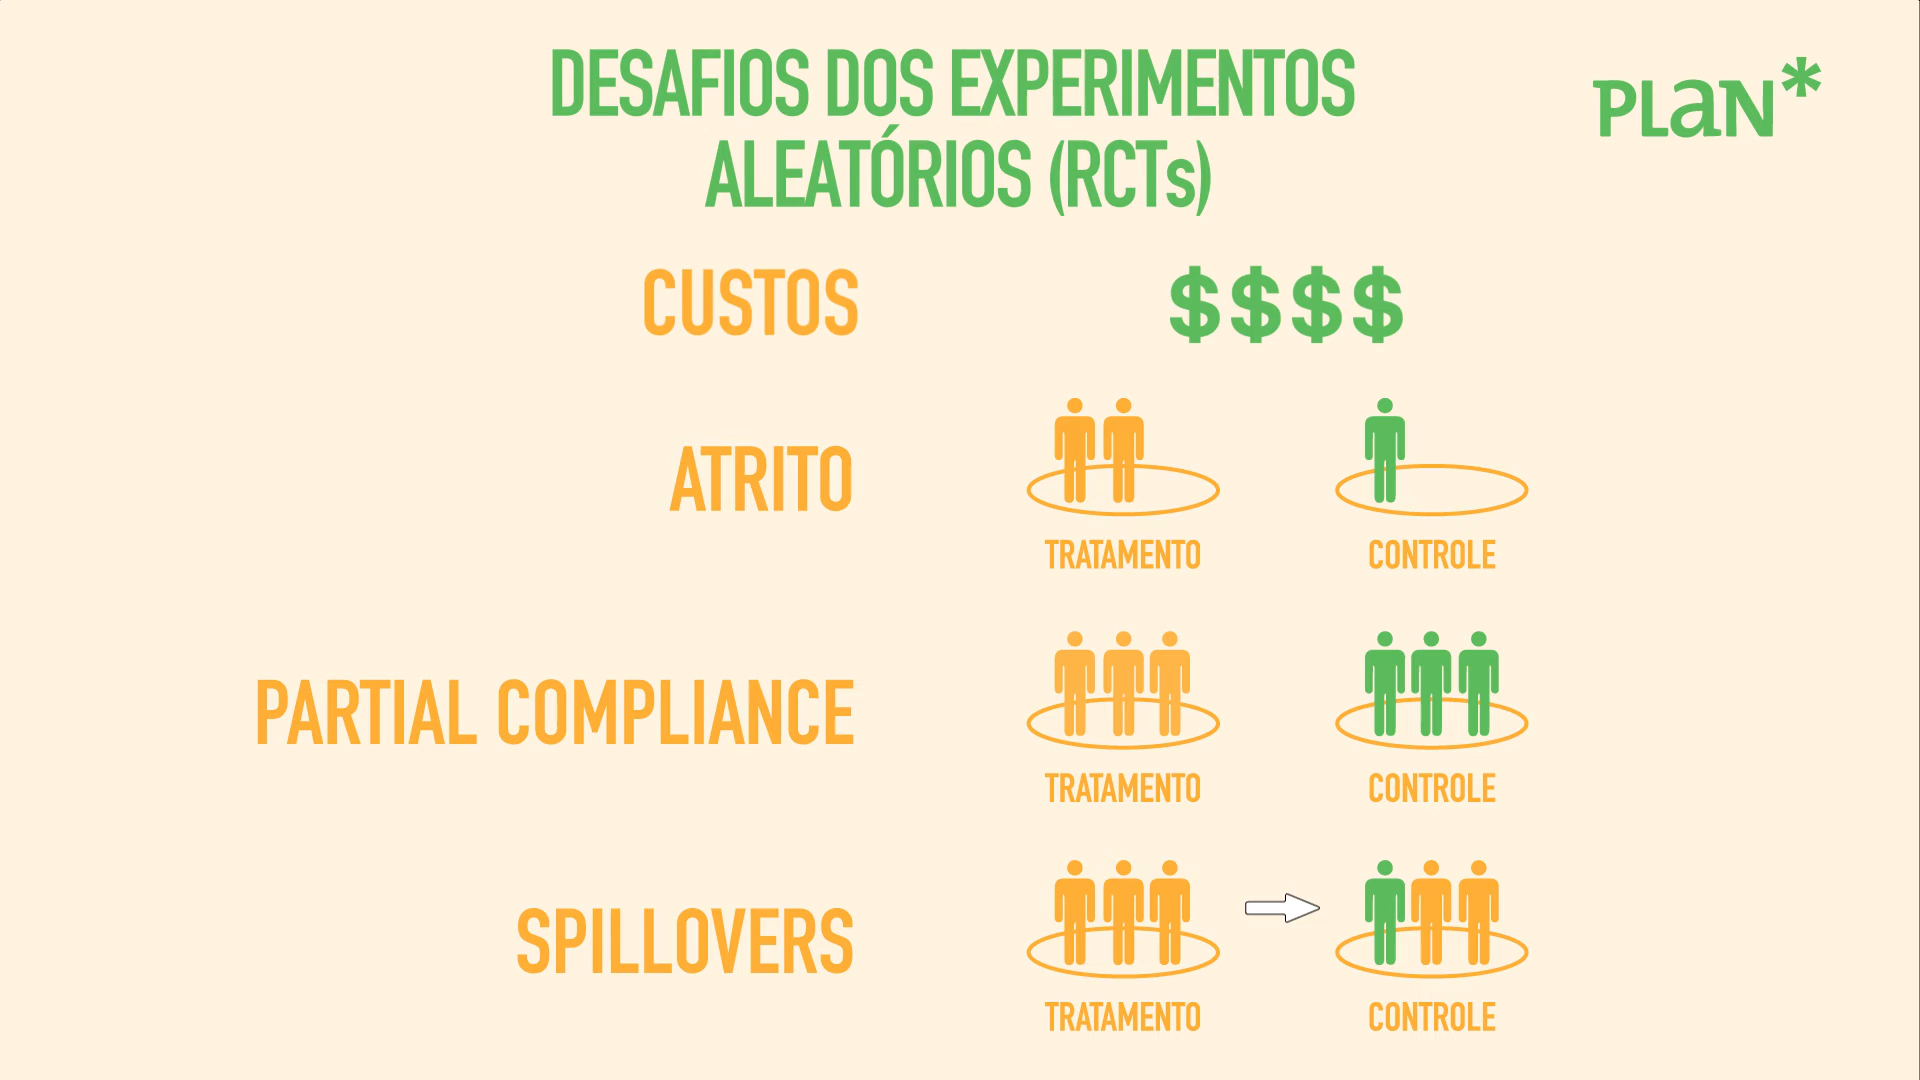 DESAFIOS DOS EXPERIMENTOS
ALEATÓRIOS (RCTs)
PLaN*
CUSTOS
$$$$
ATRITO
TRATAMENTO
CONTROLE
PARTIAL COMPLIANCE
TRATAMENTO
CONTROLE
SPILLOVERS
TRATAMENTO
CONTROLE